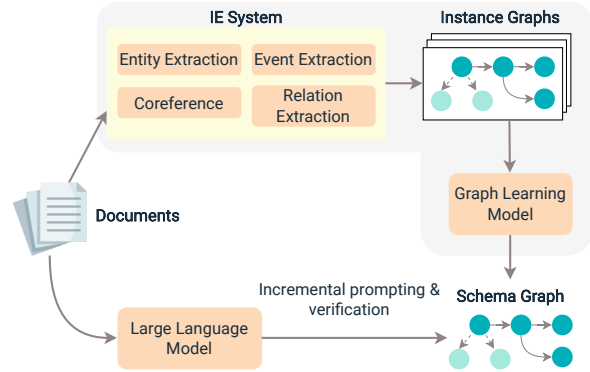 IE System
Instance Graphs
Entity Extraction
Event Extraction
Coreference
Relation
Extraction
Graph Learning
Model
Documents
Incremental prompting &
verification
Schema Graph
Large Language
Model